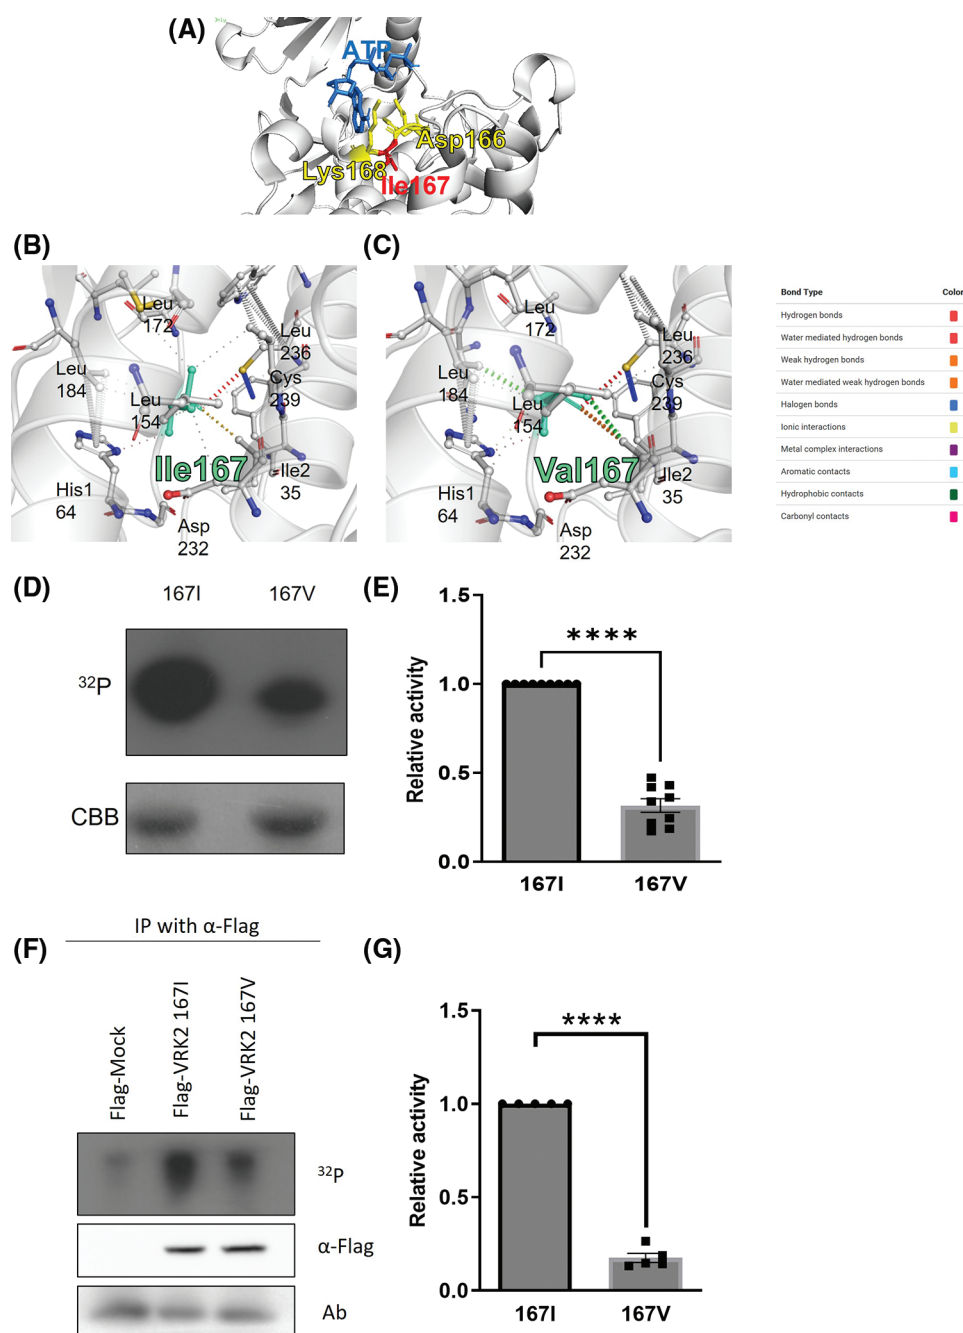 (A)
ATP
Asp166
Lys168
Ile167
(B)
Leu
172
Leu
236
Leu
184
Cys
239
Leu
154
Ile167
Ile2
35
His1
64
Asp
232
(C)
Leu
172
Leu
236
Leu
184
Cys
239
Leu
154
Val167
Ile2
35
His1
64
Asp
232
Bond Type Color
Hydrogen bonds
Water mediated hydrogen bonds
Weak hydrogen bonds
Water mediated weak hydrogen bonds
Halogen bonds
Ionic interactions
Metal complex interactions
Aromatic contacts
Hydrophobic contacts
Carbonyl contacts
(D)
167I 167V
32P
CBB
(E)
1.5
1.0
0.5
0.0
Relative activity
****
167I 167V
(F)
IP with α-Flag
Flag-Mock
Flag-VRK2 167I
Flag-VRK2 167V
32P
α-Flag
Ab
(G)
1.5
1.0
0.5
0.0
Relative activity
****
167I 167V